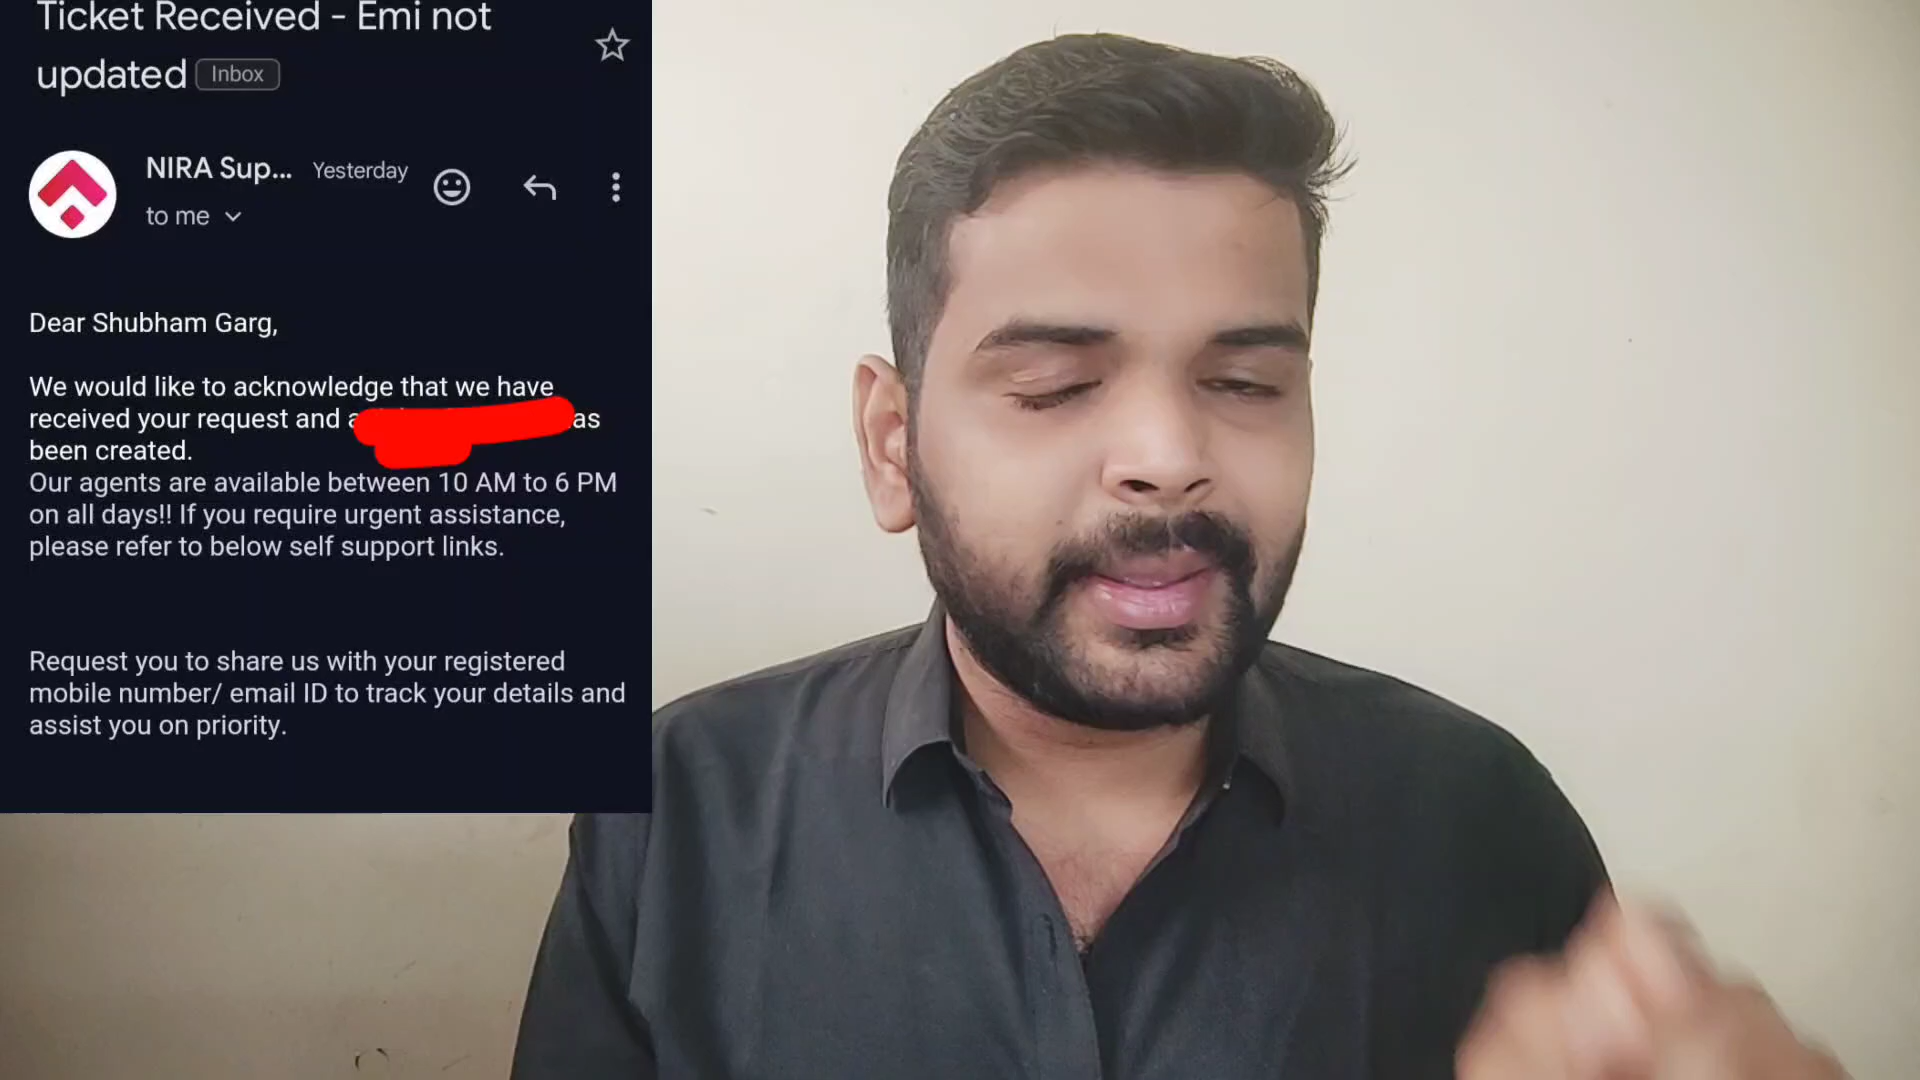 Ticket Received - Emi not
updated Inbox
NIRA Sup... Yesterday
to me
Dear Shubham Garg,
We would like to acknowledge that we have
received your request and
been created.
Our agents are available between 10 AM to 6 PM
on all days!! If you require urgent assistance,
please refer to below self support links.
Request you to share us with your registered
mobile number/ email ID to track your details and
assist you on priority.